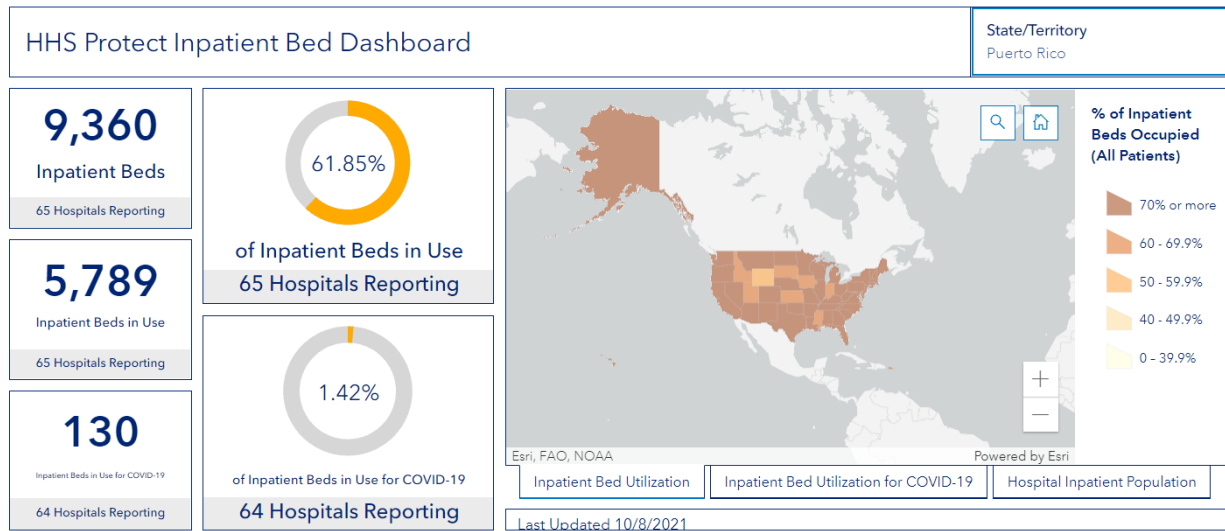 HHS Protect Inpatient Bed Dashboard
State/Territory
Puerto Rico
9,360
Inpatient Beds
65 Hospitals Reporting
5,789
Inpatient Beds in Use
65 Hospitals Reporting
130
Inpatient Beds in Use for COVID-19
64 Hospitals Reporting
61.85%
of Inpatient Beds in Use
65 Hospitals Reporting
1.42%
of Inpatient Beds in Use for COVID-19
64 Hospitals Reporting
% of Inpatient
Beds Occupied
(All Patients)
70% or more
60 - 69.9%
50 - 59.9%
40 - 49.9%
0 - 39.9%
+
−
Esri, FAO, NOAA
Powered by Esri
Inpatient Bed Utilization
Inpatient Bed Utilization for COVID-19
Hospital Inpatient Population
Last Updated 10/8/2021